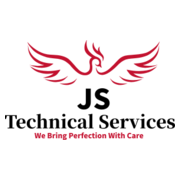 JS
Technical Services
We Bring Perfection With Care